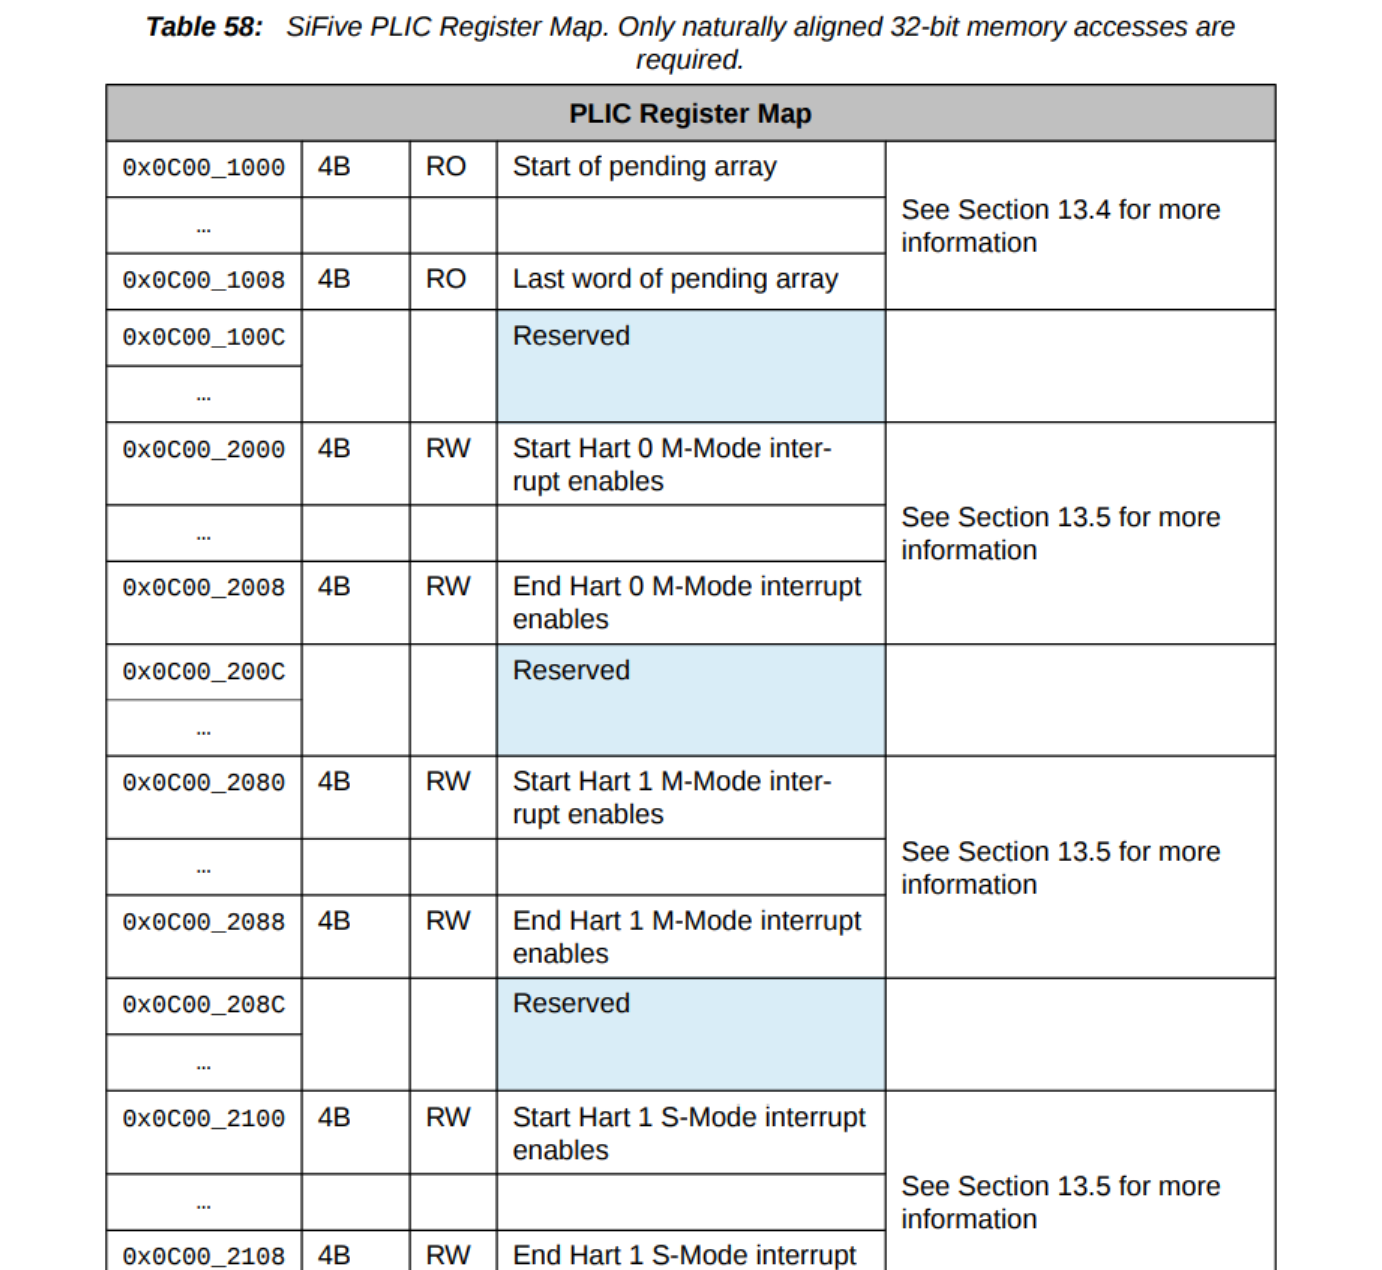 Table 58: SiFive PLIC Register Map. Only naturally aligned 32-bit memory accesses are
required.
PLIC Register Map
0x0C00_1000 4B RO Start of pending array
See Section 13.4 for more
information
…
0x0C00_1008 4B RO Last word of pending array
0x0C00_100C Reserved
…
0x0C00_2000 4B RW Start Hart 0 M-Mode inter-
rupt enables
See Section 13.5 for more
information
…
0x0C00_2008 4B RW End Hart 0 M-Mode interrupt
enables
0x0C00_200C Reserved
…
0x0C00_2080 4B RW Start Hart 1 M-Mode inter-
rupt enables
See Section 13.5 for more
information
…
0x0C00_2088 4B RW End Hart 1 M-Mode interrupt
enables
0x0C00_208C Reserved
…
0x0C00_2100 4B RW Start Hart 1 S-Mode interrupt
enables
See Section 13.5 for more
information
…
0x0C00_2108 4B RW End Hart 1 S-Mode interrupt